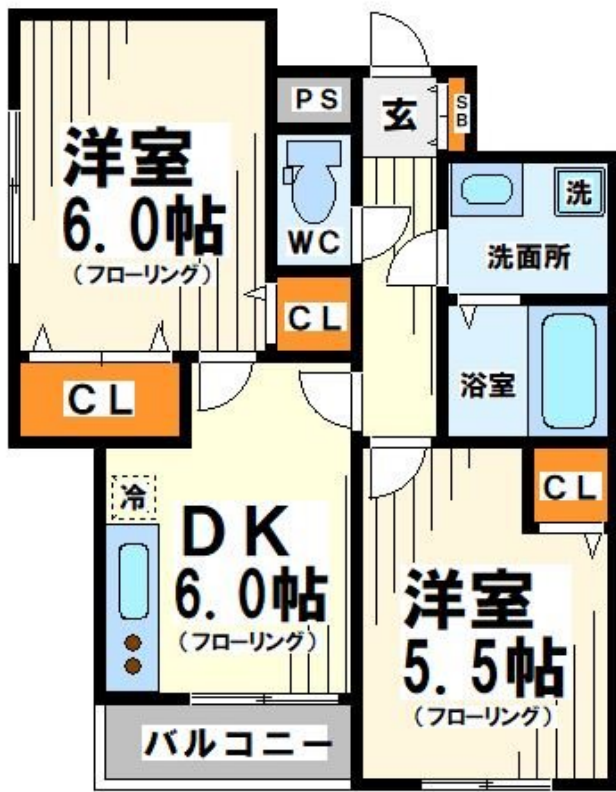 洋室
6.0帖
(フローリング)
PS
玄
SB
WC
洗
洗面所
CL
CL
浴室
冷
DK
6.0帖
(フローリング)
CL
洋室
5.5帖
(フローリング)
バルコニー